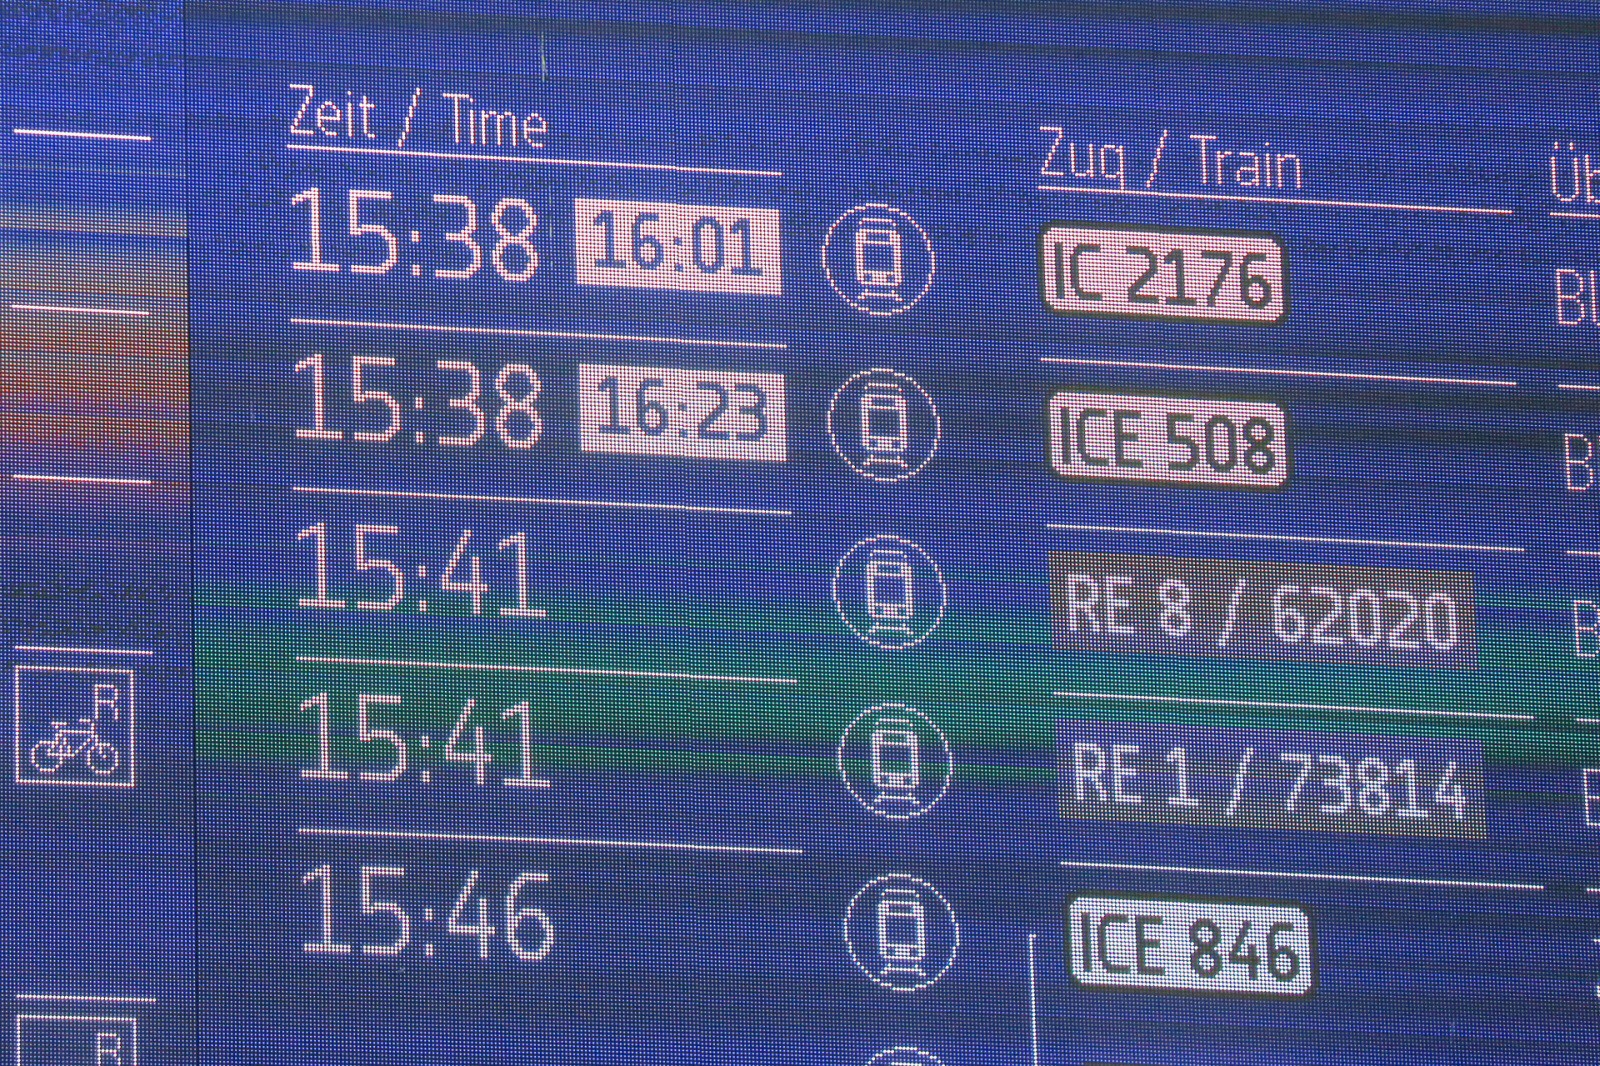 Zeit / Time Zug / Train Üb
15:38 16:01 IC 2176
15:38 16:23 ICE 508
15:41 RE 8 / 62020
15:41 RE 1 / 73814
R
15:46 ICE 846
R